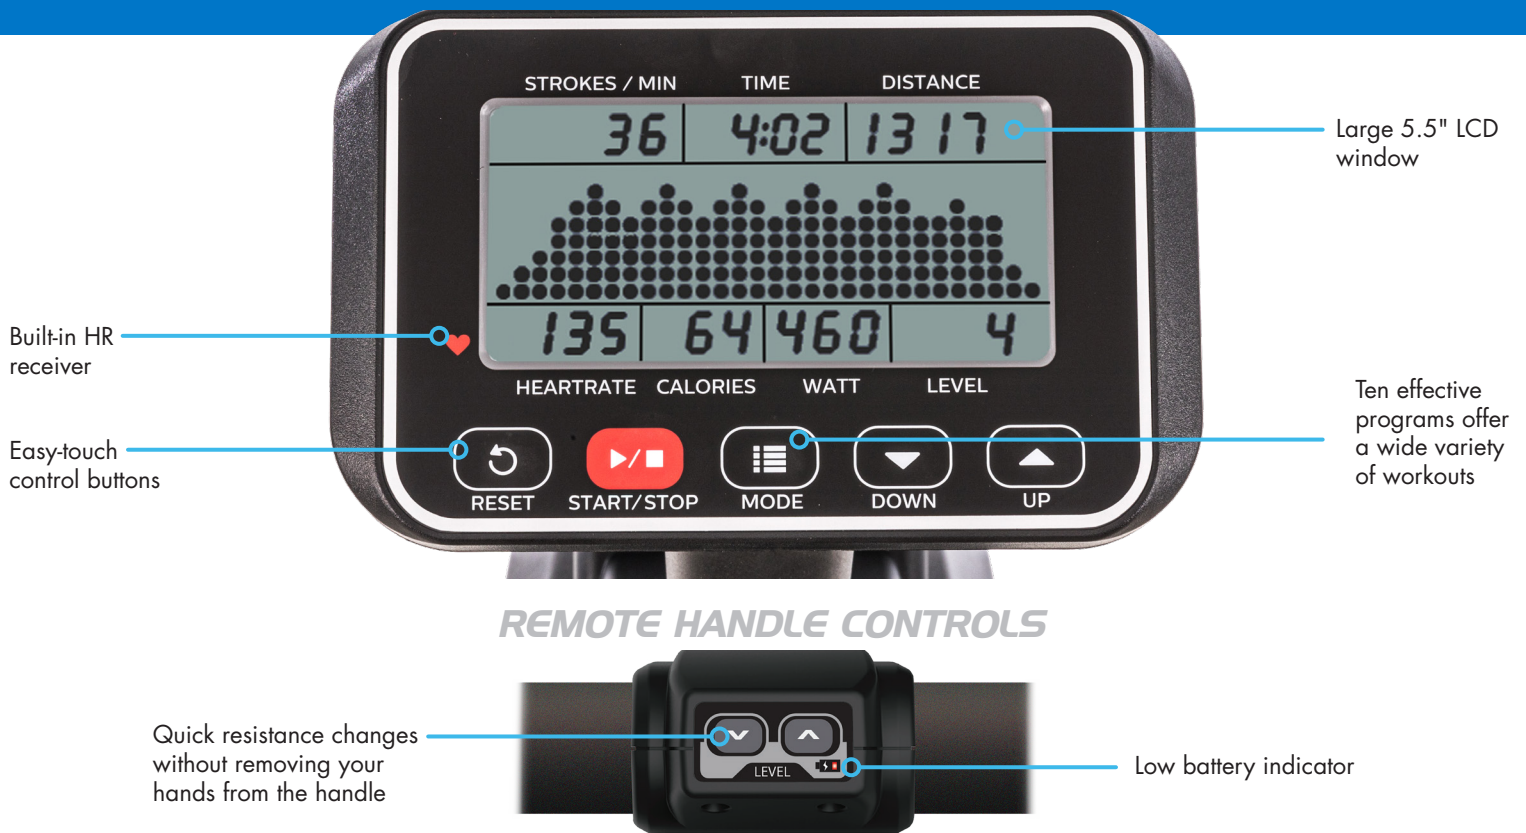 STROKES / MIN TIME DISTANCE
36 4:02 1317
Large 5.5" LCD
window
135 64 460 4
Built-in HR
receiver
HEARTRATE CALORIES WATT LEVEL
Ten effective
programs offer
a wide variety
of workouts
Easy-touch
control buttons
RESET START/STOP MODE DOWN UP
REMOTE HANDLE CONTROLS
Quick resistance changes
without removing your
hands from the handle
LEVEL
Low battery indicator